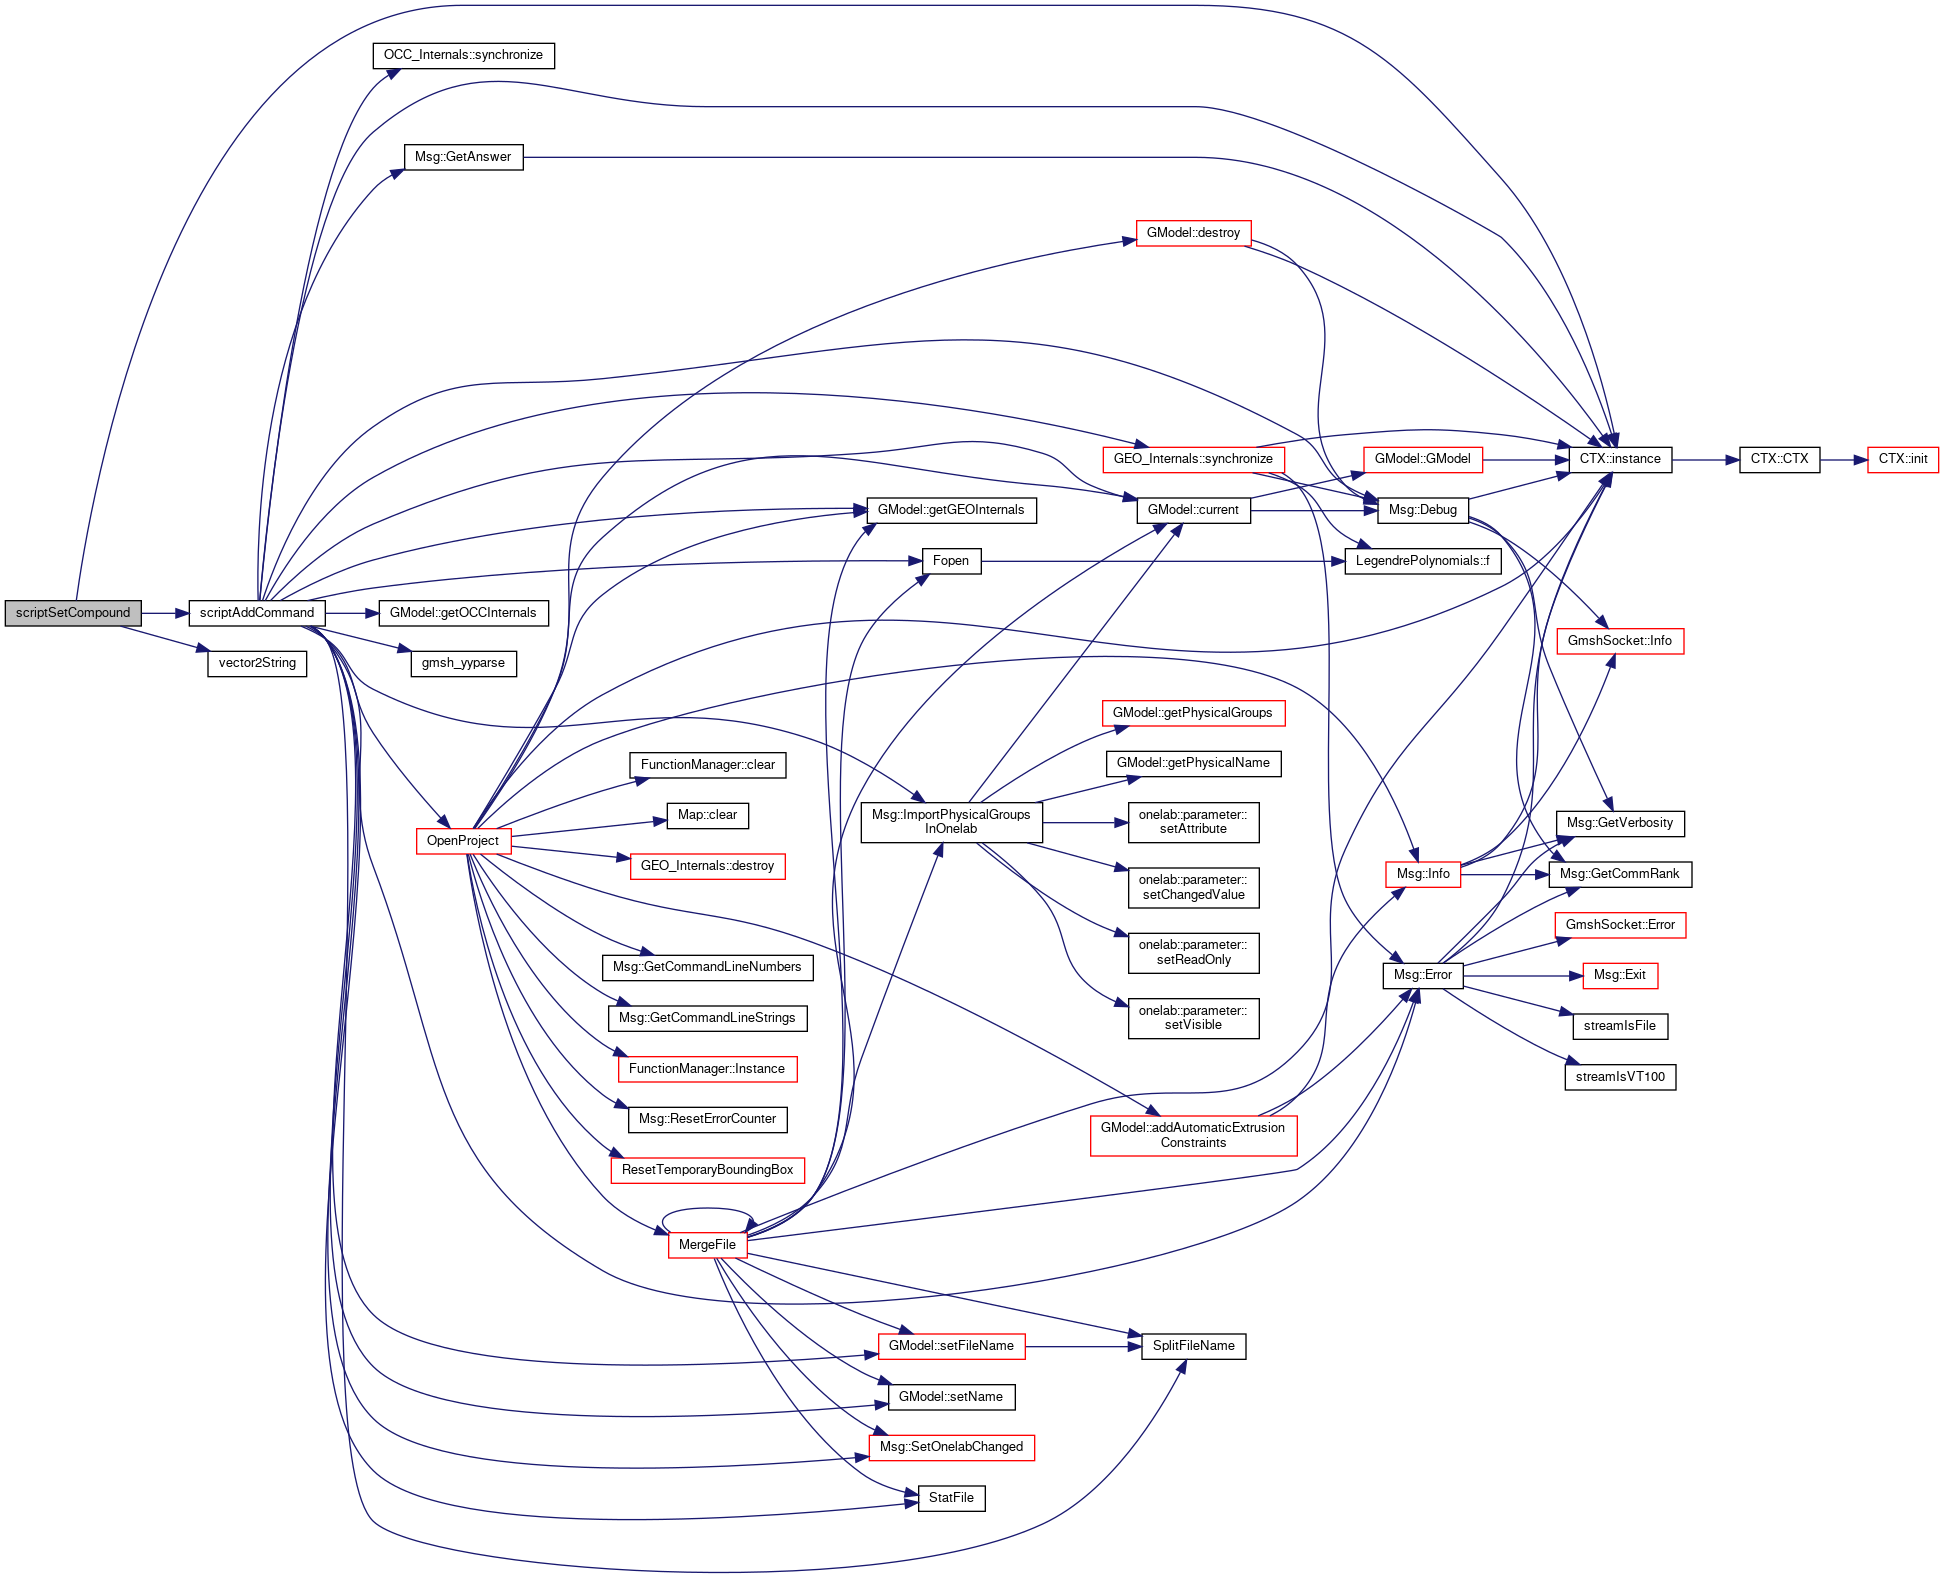 OCC_Internals::synchronize
Msg::GetAnswer
GModel::destroy
GEO_Internals::synchronize
GModel::GModel
CTX::instance
CTX::CTX
CTX::init
GModel::getGEOInternals
GModel::current
Msg::Debug
Fopen
LegendrePolynomials::f
scriptSetCompound
scriptAddCommand
GModel::getOCCInternals
GmshSocket::Info
vector2String
gmsh_yyparse
GModel::getPhysicalGroups
FunctionManager::clear
GModel::getPhysicalName
Map::clear
Msg::ImportPhysicalGroups
InOnelab
onelab::parameter::
setAttribute
Msg::GetVerbosity
OpenProject
GEO_Internals::destroy
onelab::parameter::
setChangedValue
Msg::Info
Msg::GetCommRank
onelab::parameter::
setReadOnly
GmshSocket::Error
Msg::GetCommandLineNumbers
Msg::Error
Msg::Exit
Msg::GetCommandLineStrings
onelab::parameter::
setVisible
streamIsFile
FunctionManager::Instance
streamIsVT100
Msg::ResetErrorCounter
GModel::addAutomaticExtrusion
Constraints
ResetTemporaryBoundingBox
MergeFile
GModel::setFileName
SplitFileName
GModel::setName
Msg::SetOnelabChanged
StatFile